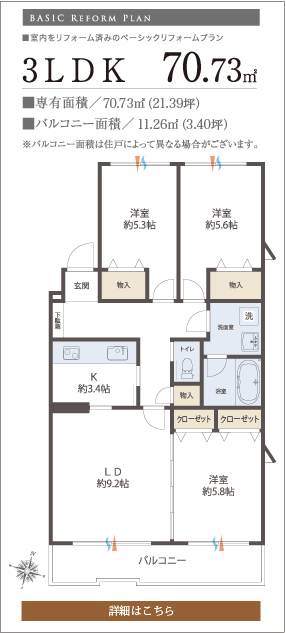 BASIC REFORM PLAN
■室内をリフォーム済みのベーシックリフォームプラン
3LDK 70.73㎡
■専有面積／70.73㎡(21.39坪)
■バルコニー面積／11.26㎡(3.40坪)
※バルコニー面積は住戸によって異なる場合がございます。
洋室
約5.3帖
洋室
約5.6帖
玄関
物入
物入
下駄箱
洗面室
洗
トイレ
K
約3.4帖
浴室
物入
クローゼット
クローゼット
LD
約9.2帖
洋室
約5.8帖
バルコニー
N
詳細はこちら